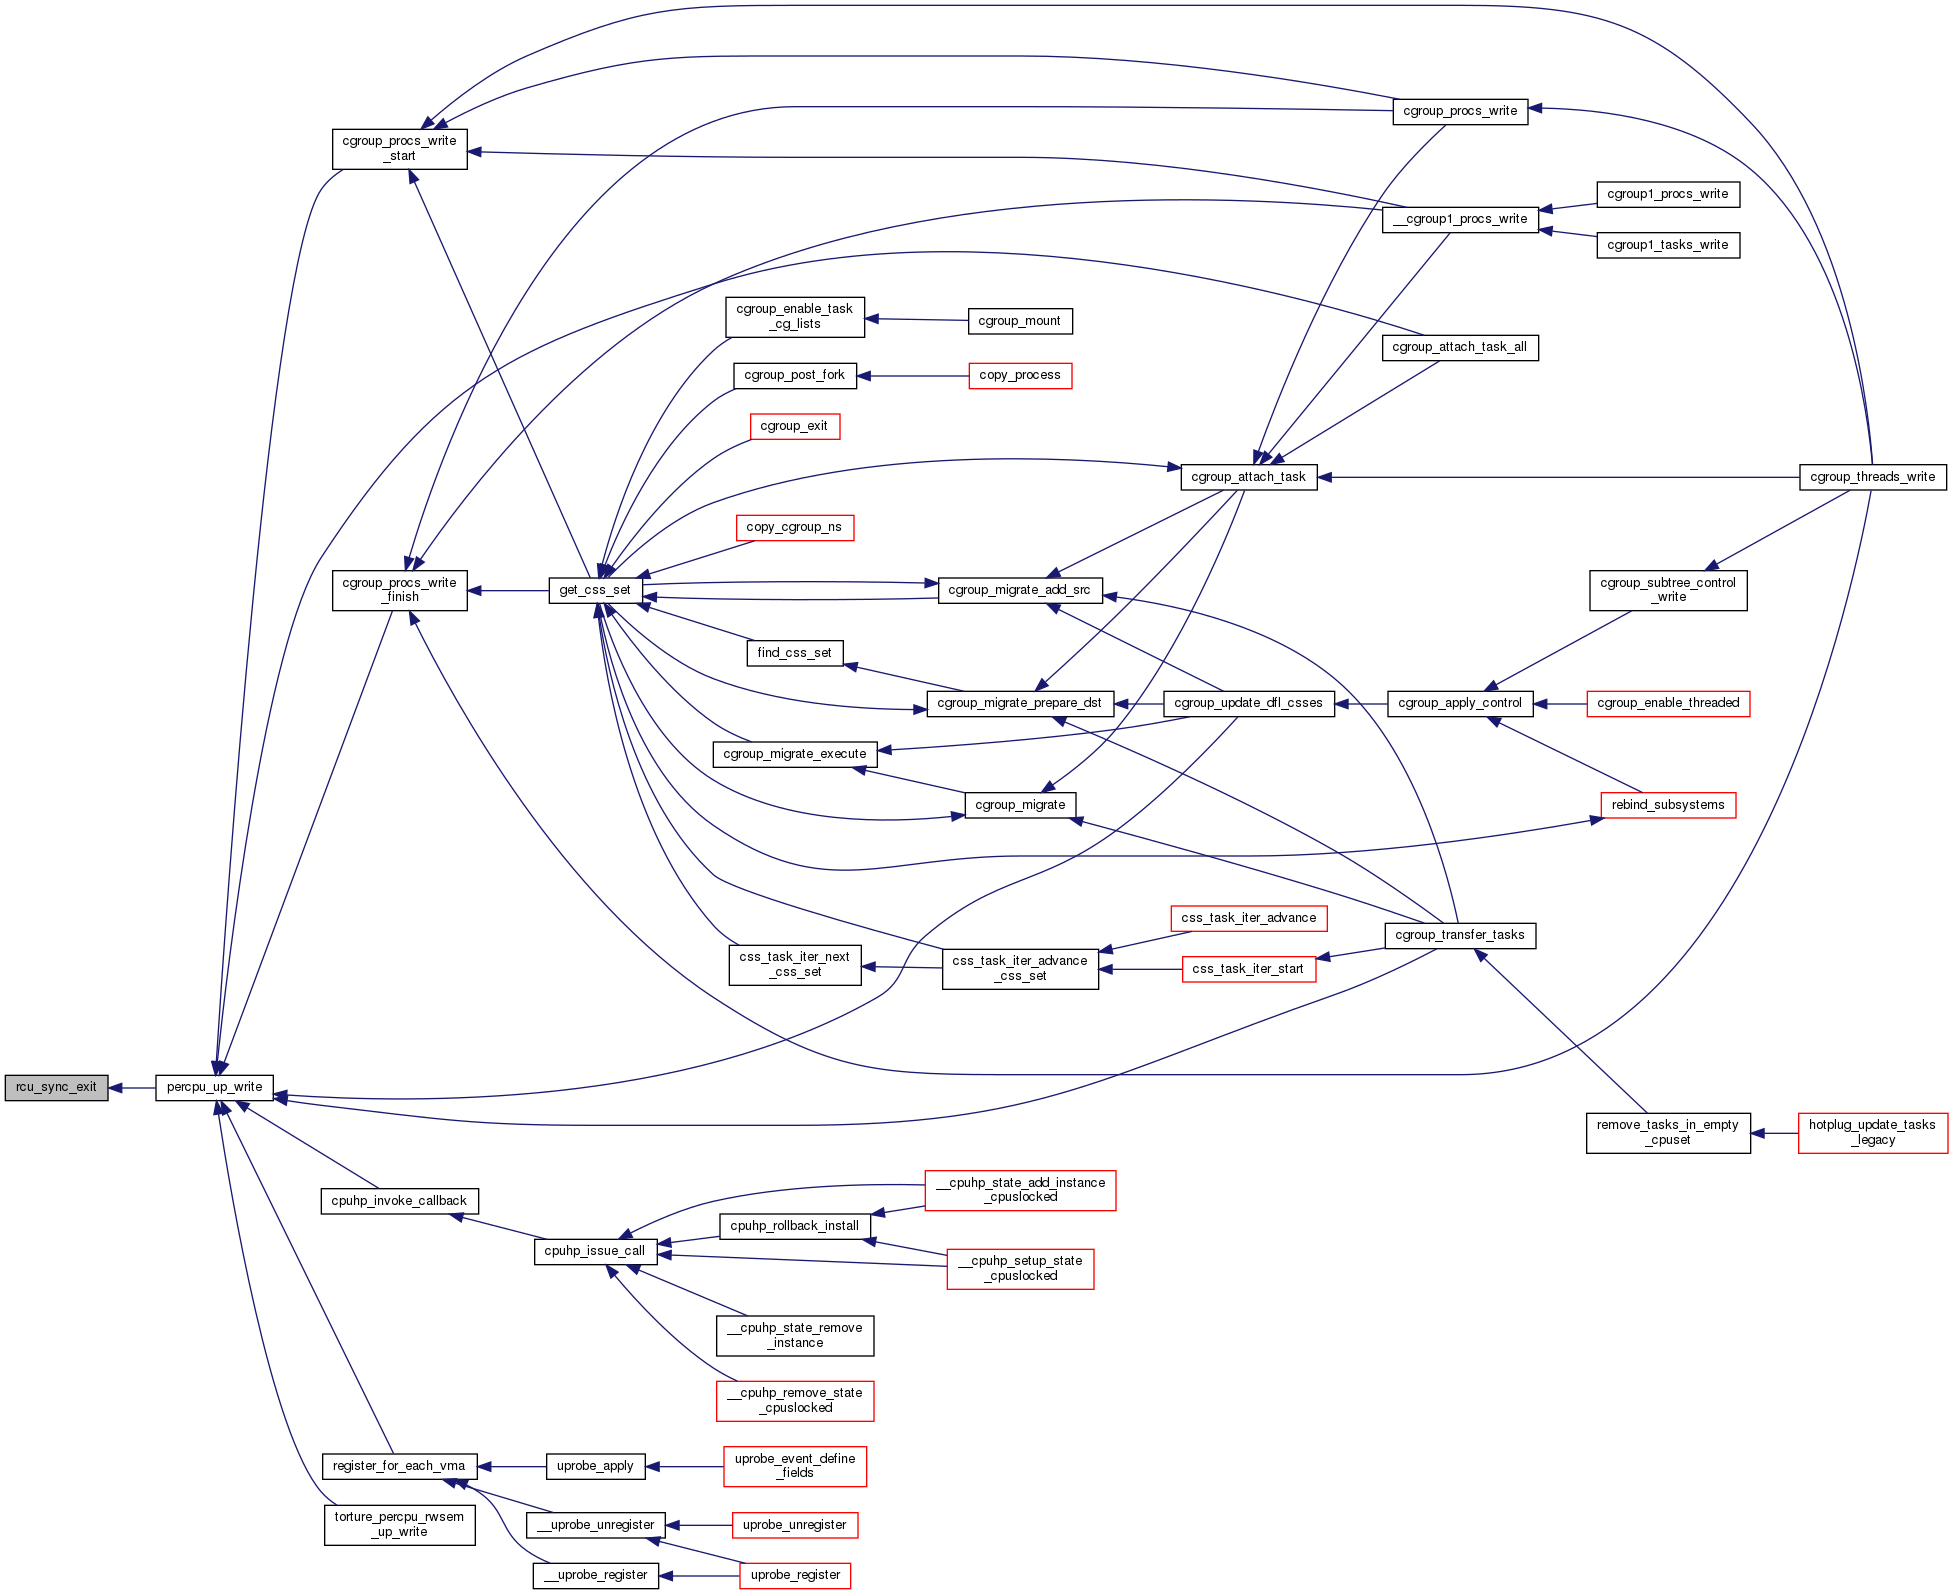 cgroup_procs_write
cgroup_procs_write
_start
cgroup1_procs_write
__cgroup1_procs_write
cgroup1_tasks_write
cgroup_enable_task
_cg_lists
cgroup_mount
cgroup_attach_task_all
cgroup_post_fork
copy_process
cgroup_exit
cgroup_attach_task
cgroup_threads_write
copy_cgroup_ns
cgroup_procs_write
_finish
get_css_set
cgroup_migrate_add_src
cgroup_subtree_control
_write
find_css_set
cgroup_migrate_prepare_dst
cgroup_update_dfl_csses
cgroup_apply_control
cgroup_enable_threaded
cgroup_migrate_execute
cgroup_migrate
rebind_subsystems
css_task_iter_advance
cgroup_transfer_tasks
css_task_iter_next
_css_set
css_task_iter_advance
_css_set
css_task_iter_start
rcu_sync_exit
percpu_up_write
remove_tasks_in_empty
_cpuset
hotplug_update_tasks
_legacy
cpuhp_invoke_callback
__cpuhp_state_add_instance
_cpuslocked
cpuhp_rollback_install
cpuhp_issue_call
__cpuhp_setup_state
_cpuslocked
__cpuhp_state_remove
_instance
__cpuhp_remove_state
_cpuslocked
register_for_each_vma
uprobe_apply
uprobe_event_define
_fields
torture_percpu_rwsem
_up_write
__uprobe_unregister
uprobe_unregister
__uprobe_register
uprobe_register